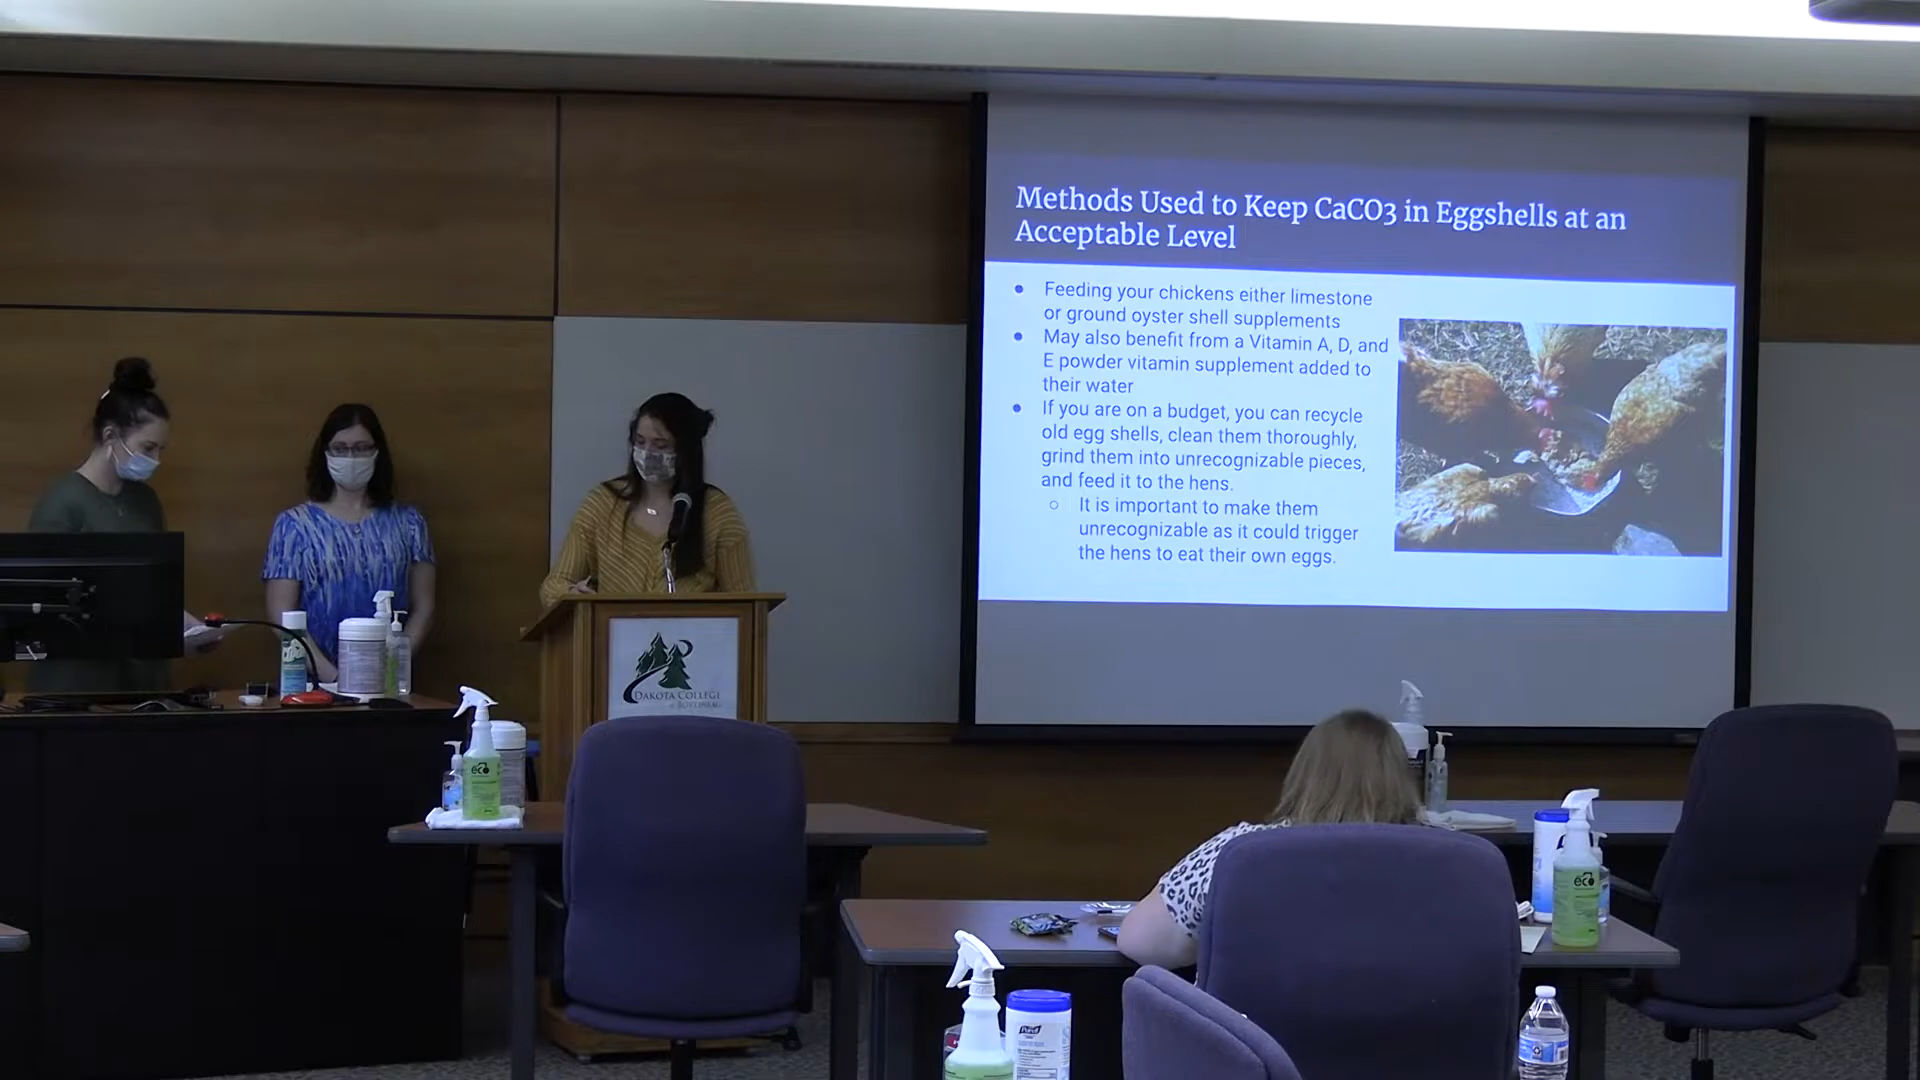 Methods Used to Keep CaCO3 in Eggshells at an
Acceptable Level
● Feeding your chickens either limestone
or ground oyster shell supplements
● May also benefit from a Vitamin A, D, and
E powder vitamin supplement added to
their water
● If you are on a budget, you can recycle
old egg shells, clean them thoroughly,
grind them into unrecognizable pieces,
and feed it to the hens.
○ It is important to make them
unrecognizable as it could trigger
the hens to eat their own eggs.
DAKOTA COLLEGE
AT BOTTINEAU
eco
eco
Purell